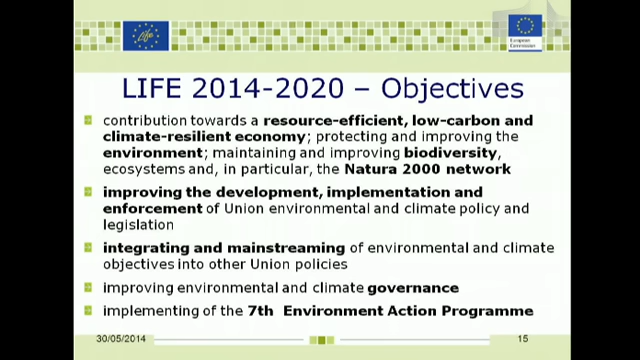 Life
European
Commission
LIFE 2014-2020 – Objectives
contribution towards a resource-efficient, low-carbon and
climate-resilient economy; protecting and improving the
environment; maintaining and improving biodiversity,
ecosystems and, in particular, the Natura 2000 network
improving the development, implementation and
enforcement of Union environmental and climate policy and
legislation
integrating and mainstreaming of environmental and climate
objectives into other Union policies
improving environmental and climate governance
implementing of the 7th Environment Action Programme
30/05/2014
15